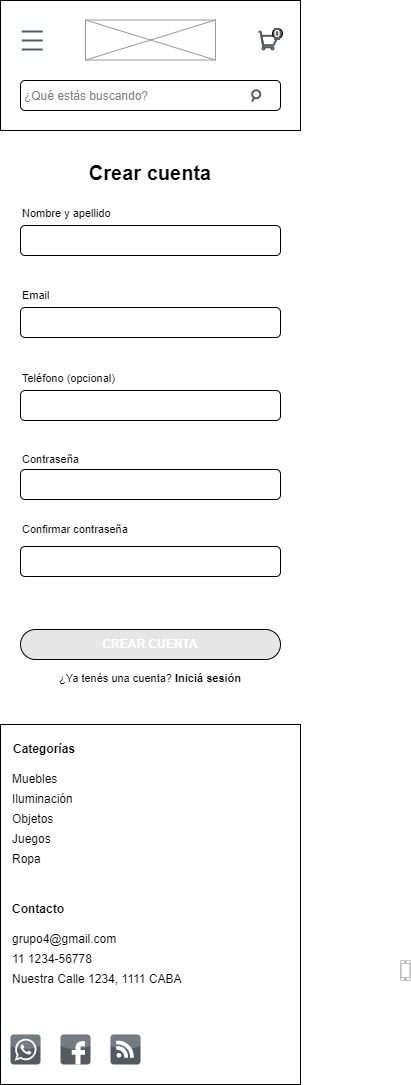 0
¿Qué estás buscando?
Crear cuenta
Nombre y apellido
Email
Teléfono (opcional)
Contraseña
Confirmar contraseña
CREAR CUENTA
¿Ya tenés una cuenta? Iniciá sesión
Categorías
Muebles
Iluminación
Objetos
Juegos
Ropa
Contacto
grupo4@gmail.com
11 1234-56778
Nuestra Calle 1234, 1111 CABA